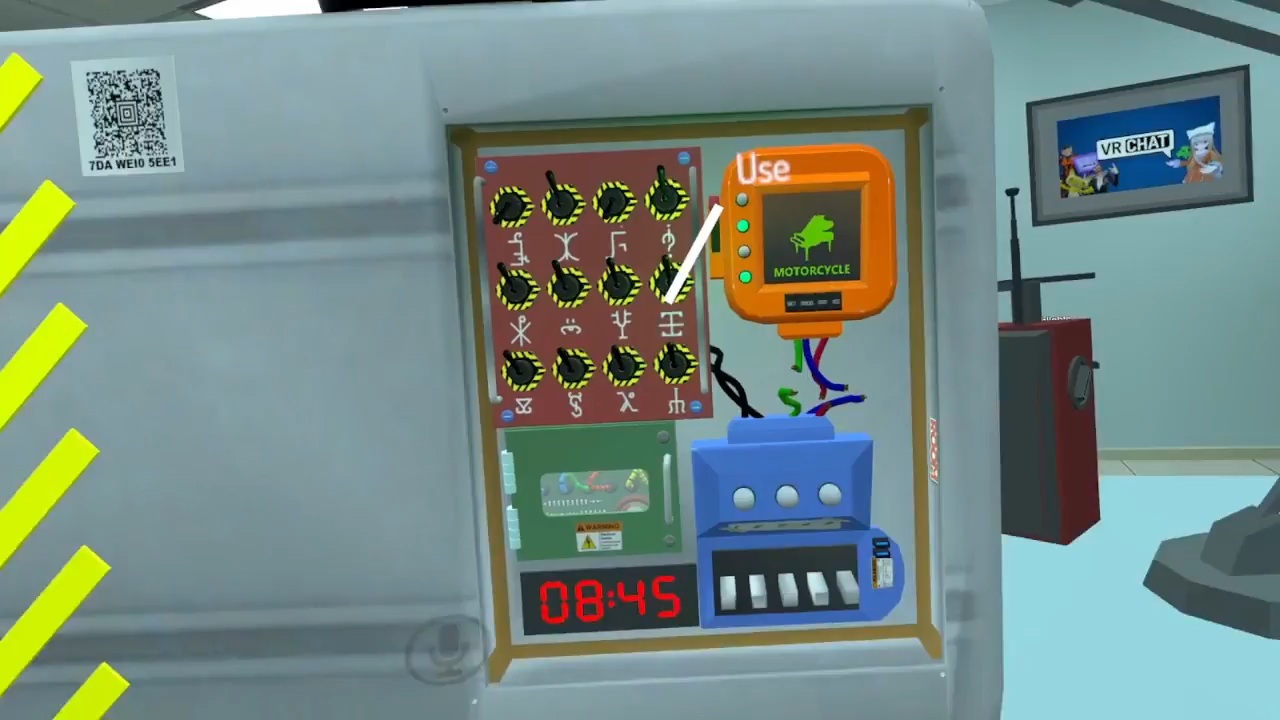 7DA WEI0 5EE1
Use
MOTORCYCLE
VR CHAT
WARNING
08:45